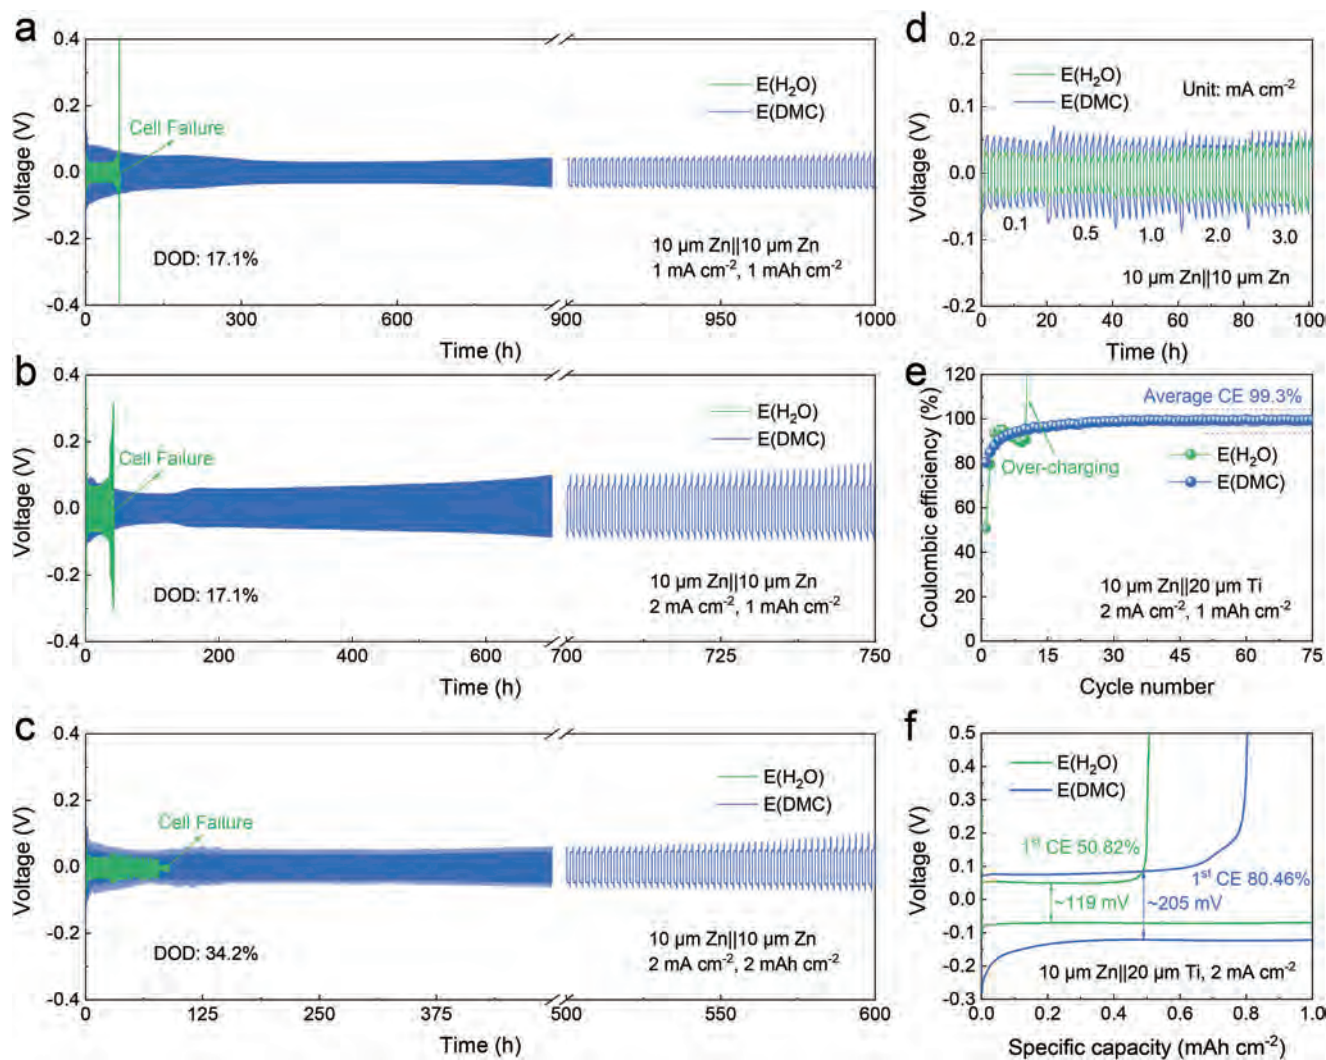 a
0.4
0.2
0.0
-0.2
-0.4
Voltage (V)
E(H₂O)
E(DMC)
Cell Failure
DOD: 17.1%
10 μm Zn||10 μm Zn
1 mA cm⁻², 1 mAh cm⁻²
0 300 600 900 950 1000
Time (h)
b
0.4
0.2
0.0
-0.2
-0.4
Voltage (V)
E(H₂O)
E(DMC)
Cell Failure
DOD: 17.1%
10 μm Zn||10 μm Zn
2 mA cm⁻², 1 mAh cm⁻²
0 200 400 600 700 725 750
Time (h)
c
0.4
0.2
0.0
-0.2
-0.4
Voltage (V)
E(H₂O)
E(DMC)
Cell Failure
DOD: 34.2%
10 μm Zn||10 μm Zn
2 mA cm⁻², 2 mAh cm⁻²
0 125 250 375 500 550 600
Time (h)
d
0.2
0.1
0.0
-0.1
-0.2
Voltage (V)
E(H₂O)
E(DMC)
Unit: mA cm⁻²
0.1 0.5 1.0 2.0 3.0
10 μm Zn||10 μm Zn
0 20 40 60 80 100
Time (h)
e
120
100
80
60
40
20
0
Coulombic efficiency (%)
Average CE 99.3%
Over-charging
E(H₂O)
E(DMC)
10 μm Zn||20 μm Ti
2 mA cm⁻², 1 mAh cm⁻²
0 15 30 45 60 75
Cycle number
f
0.5
0.4
0.3
0.2
0.1
0.0
-0.1
-0.2
-0.3
Voltage (V)
E(H₂O)
E(DMC)
1ˢᵗ CE 50.82%
1ˢᵗ CE 80.46%
~119 mV
~205 mV
10 μm Zn||20 μm Ti, 2 mA cm⁻²
0.0 0.2 0.4 0.6 0.8 1.0
Specific capacity (mAh cm⁻²)